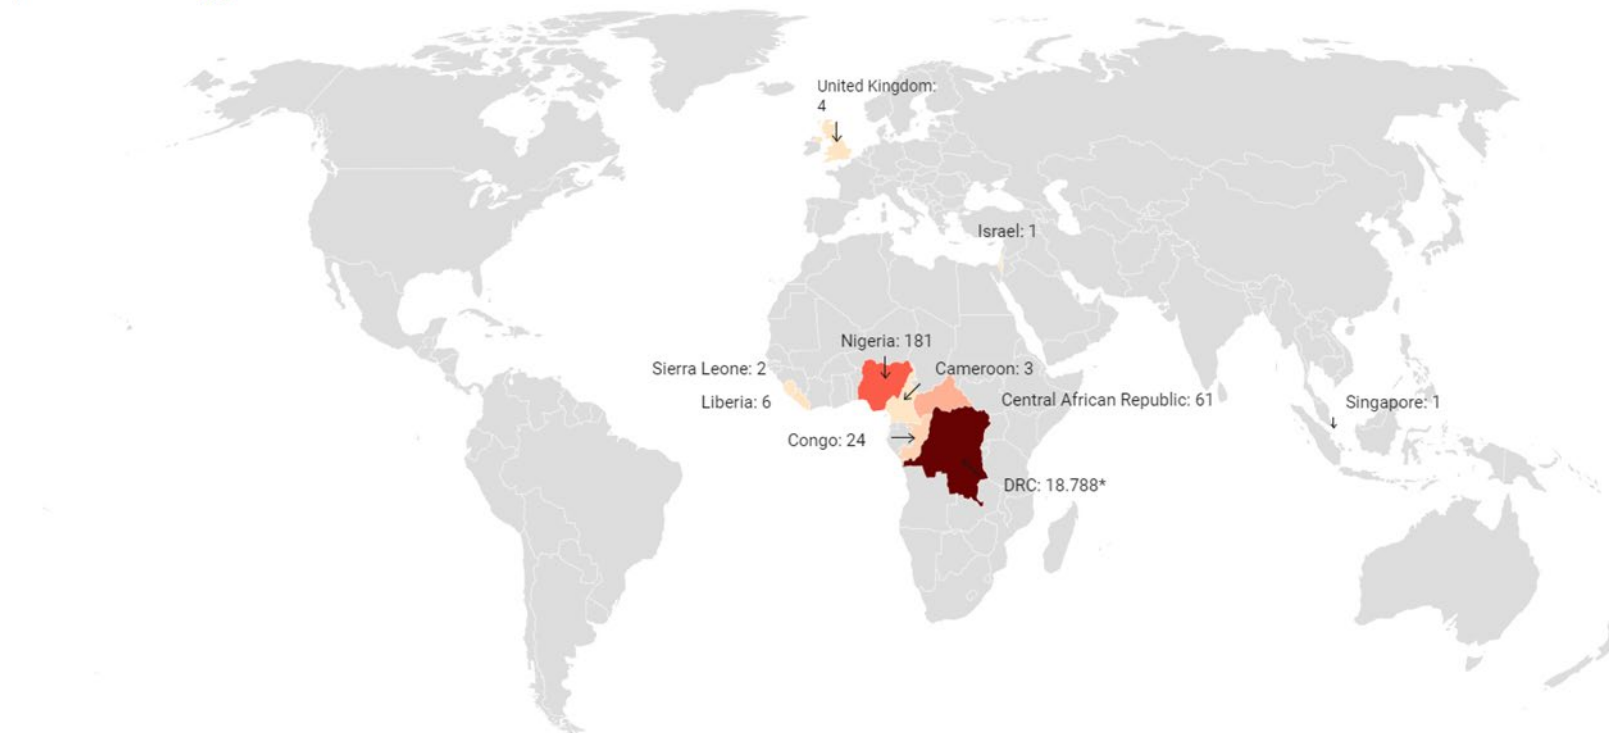 United Kingdom:
4
Israel: 1
Nigeria: 181
Sierra Leone: 2
Cameroon: 3
Liberia: 6
Central African Republic: 61
Singapore: 1
Congo: 24
DRC: 18.788*